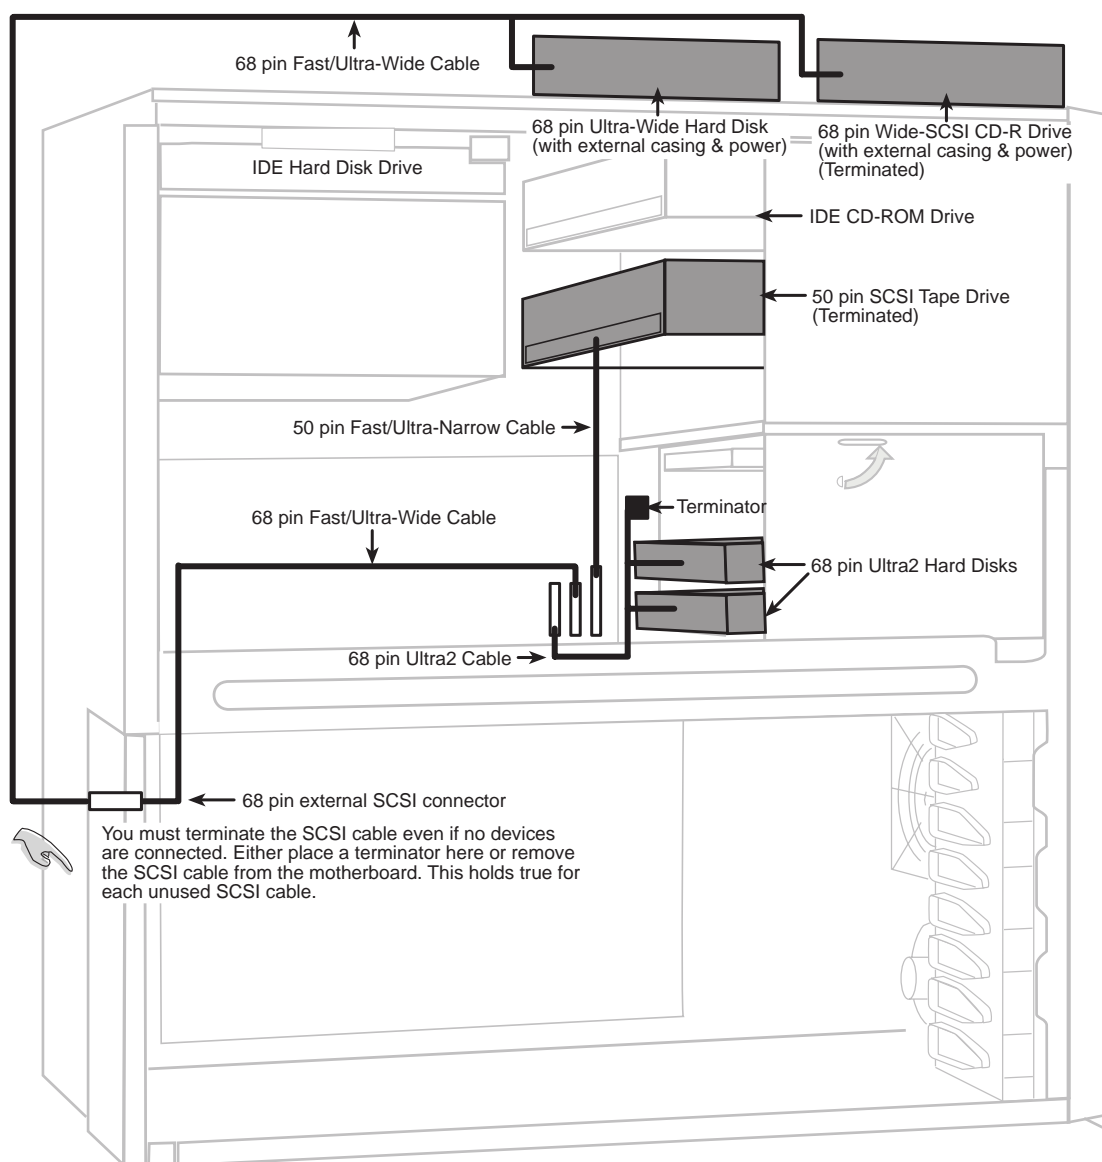 68 pin Fast/Ultra-Wide Cable
68 pin Ultra-Wide Hard Disk
(with external casing & power)
68 pin Wide-SCSI CD-R Drive
(with external casing & power)
(Terminated)
IDE Hard Disk Drive
IDE CD-ROM Drive
50 pin SCSI Tape Drive
(Terminated)
50 pin Fast/Ultra-Narrow Cable
Terminator
68 pin Fast/Ultra-Wide Cable
68 pin Ultra2 Hard Disks
68 pin Ultra2 Cable
68 pin external SCSI connector
You must terminate the SCSI cable even if no devices
are connected. Either place a terminator here or remove
the SCSI cable from the motherboard. This holds true for
each unused SCSI cable.